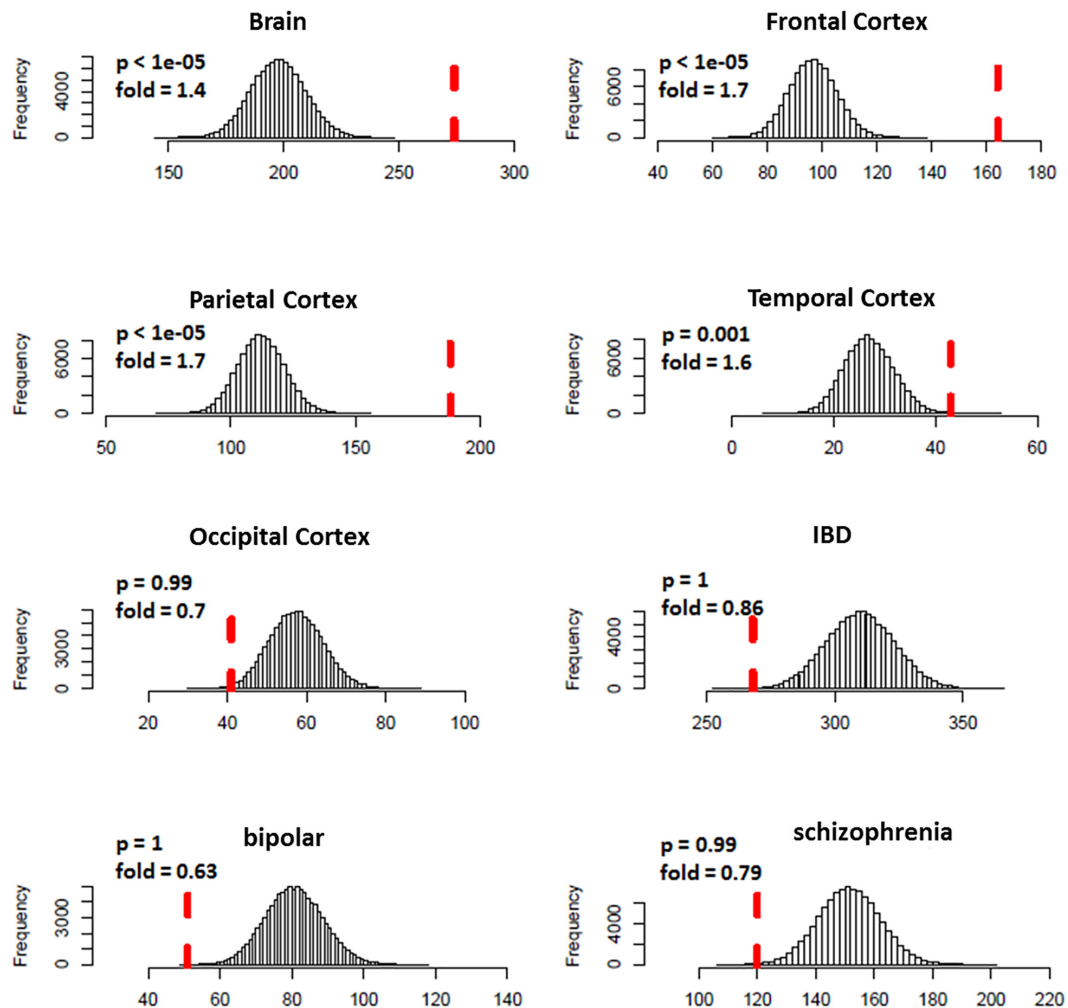 Brain
p < 1e-05
fold = 1.4
Frequency
0 4000
150 200 250 300
Frontal Cortex
p < 1e-05
fold = 1.7
Frequency
0 6000
40 60 80 100 120 140 160 180
Parietal Cortex
p < 1e-05
fold = 1.7
Frequency
0 6000
50 100 150 200
Temporal Cortex
p = 0.001
fold = 1.6
Frequency
0 6000
0 20 40 60
Occipital Cortex
p = 0.99
fold = 0.7
Frequency
0 3000
20 40 60 80 100
IBD
p = 1
fold = 0.86
Frequency
0 4000
250 300 350
bipolar
p = 1
fold = 0.63
Frequency
0 3000
40 60 80 100 120 140
schizophrenia
p = 0.99
fold = 0.79
Frequency
0 4000
100 120 140 160 180 200 220